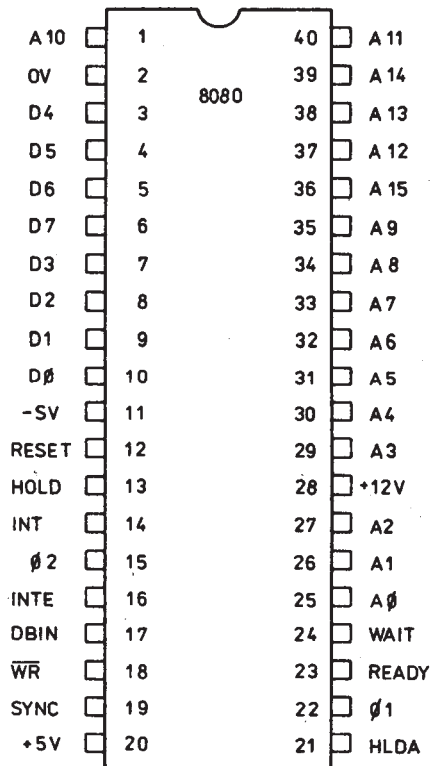 A10 1 40 A11
0V 2 39 A14
8080
D4 3 38 A13
D5 4 37 A12
D6 5 36 A15
D7 6 35 A9
D3 7 34 A8
D2 8 33 A7
D1 9 32 A6
DØ 10 31 A5
-SV 11 30 A4
RESET 12 29 A3
HOLD 13 28 +12V
INT 14 27 A2
Ø2 15 26 A1
INTE 16 25 AØ
DBIN 17 24 WAIT
W̅R̅ 18 23 READY
SYNC 19 22 Ø1
+5V 20 21 HLDA